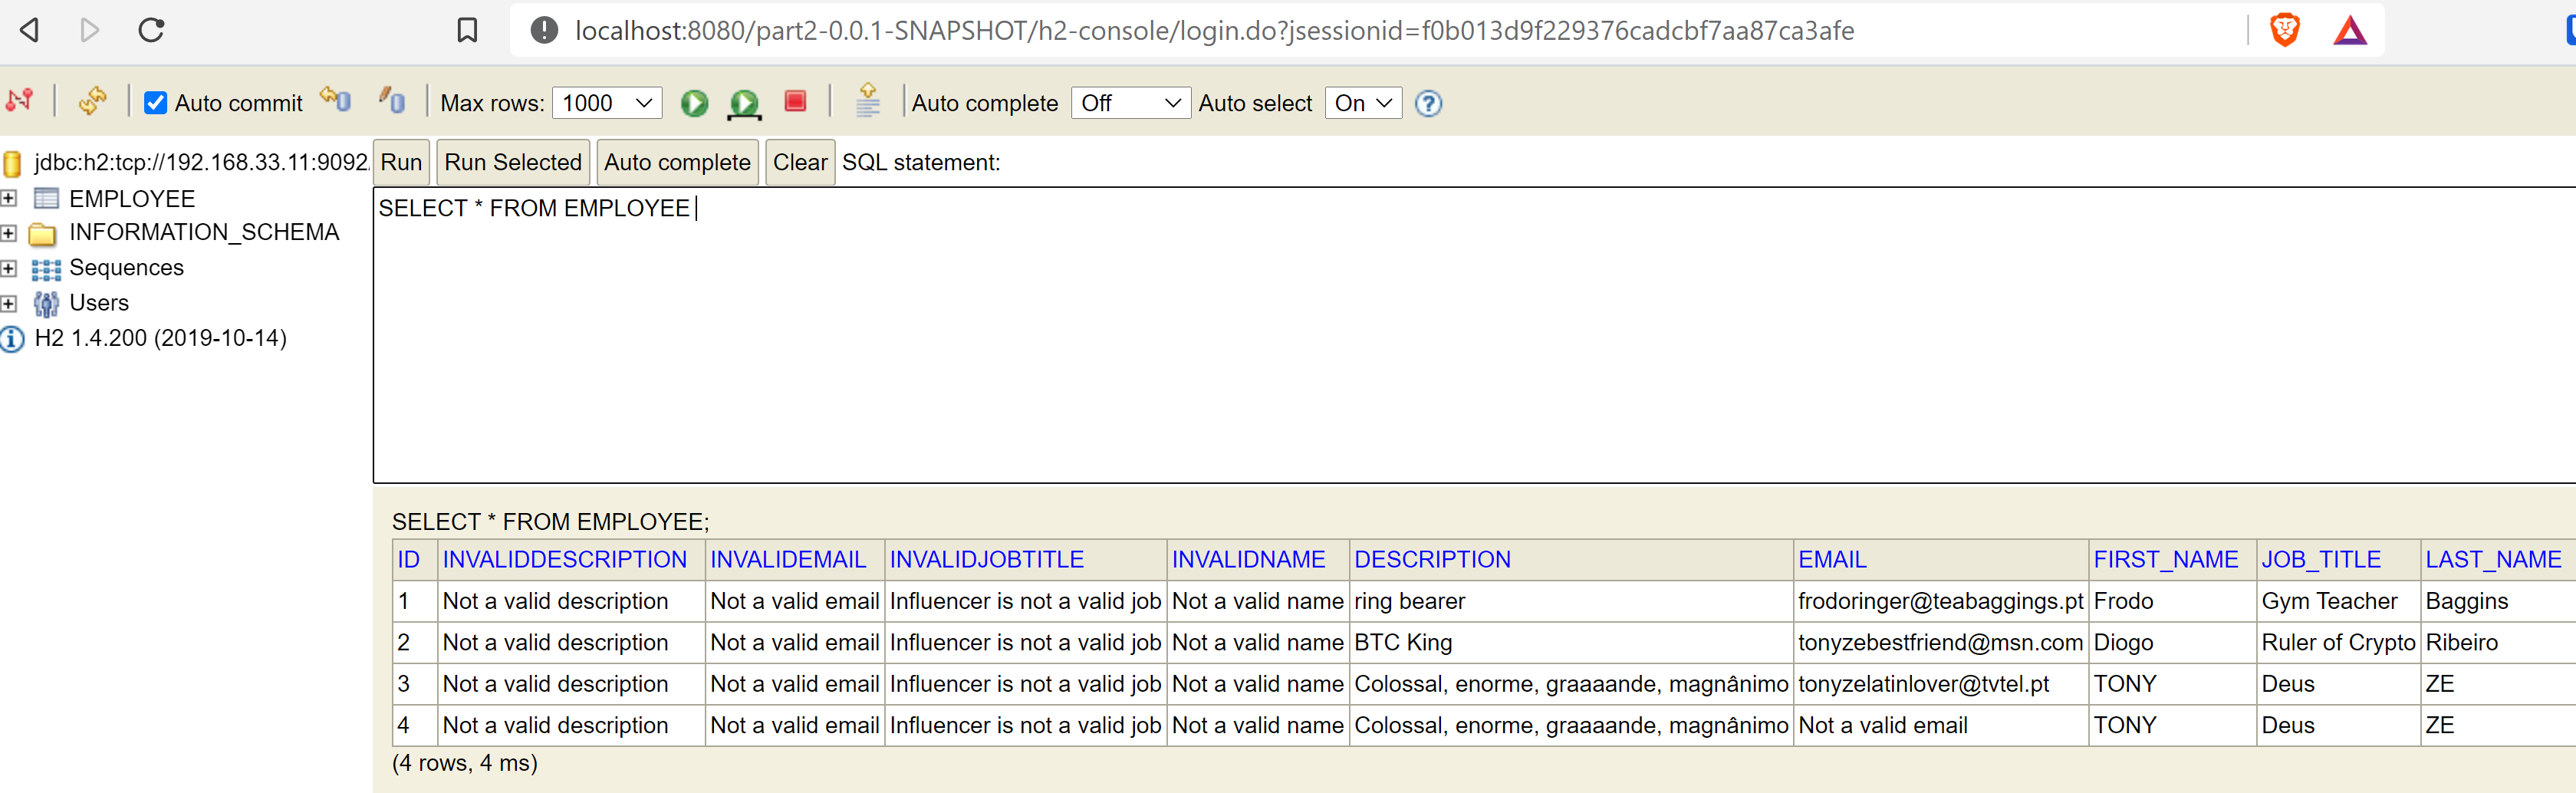 localhost:8080/part2-0.0.1-SNAPSHOT/h2-console/login.do?jsessionid=f0b013d9f229376cadcbf7aa87ca3afe
Auto commit Max rows: 1000 Auto complete Off Auto select On
jdbc:h2:tcp://192.168.33.11:9092
EMPLOYEE
INFORMATION_SCHEMA
Sequences
Users
H2 1.4.200 (2019-10-14)
Run Run Selected Auto complete Clear SQL statement:
SELECT * FROM EMPLOYEE
SELECT * FROM EMPLOYEE;
ID INVALIDDESCRIPTION INVALIDEMAIL INVALIDJOBTITLE INVALIDNAME DESCRIPTION EMAIL FIRST_NAME JOB_TITLE LAST_NAME
1 Not a valid description Not a valid email Influencer is not a valid job Not a valid name ring bearer frodoringer@teabaggings.pt Frodo Gym Teacher Baggins
2 Not a valid description Not a valid email Influencer is not a valid job Not a valid name BTC King tonyzebestfriend@msn.com Diogo Ruler of Crypto Ribeiro
3 Not a valid description Not a valid email Influencer is not a valid job Not a valid name Colossal, enorme, graaaande, magnânimo tonyzelatinlover@tvtel.pt TONY Deus ZE
4 Not a valid description Not a valid email Influencer is not a valid job Not a valid name Colossal, enorme, graaaande, magnânimo Not a valid email TONY Deus ZE
(4 rows, 4 ms)